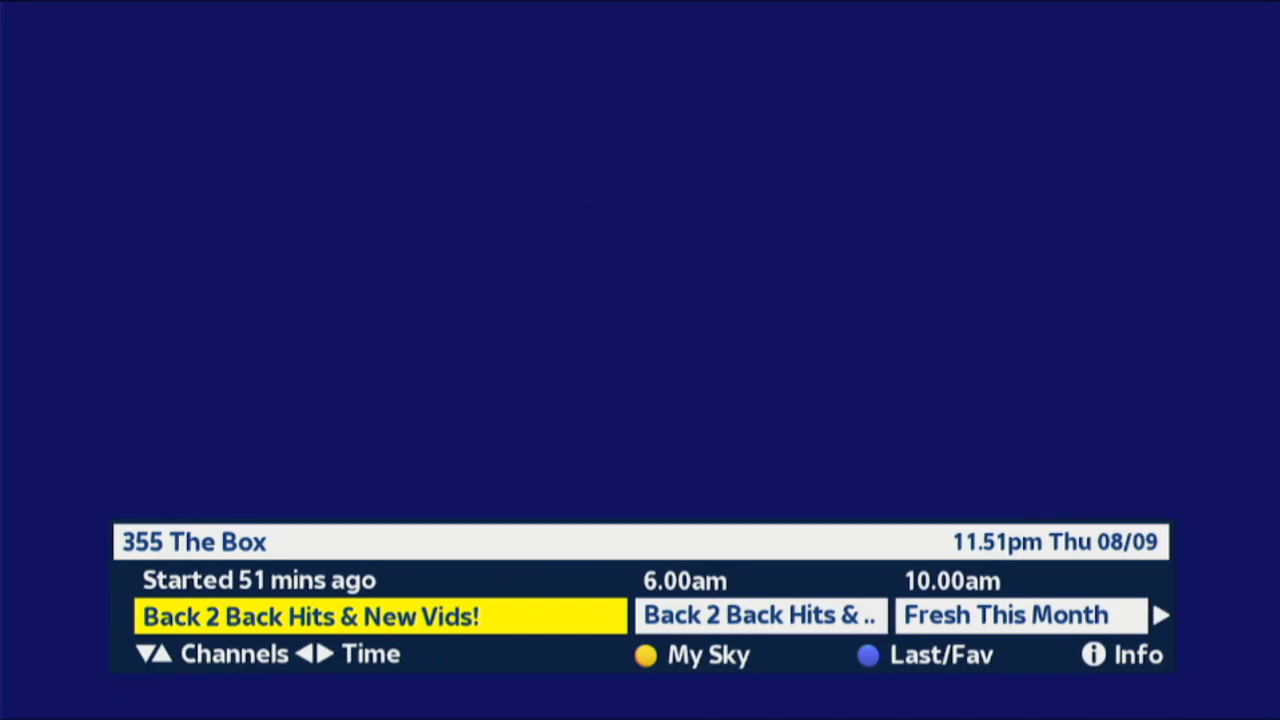 355 The Box 11.51pm Thu 08/09
Started 51 mins ago 6.00am 10.00am
Back 2 Back Hits & New Vids! Back 2 Back Hits & .. Fresh This Month
Channels Time My Sky Last/Fav i Info